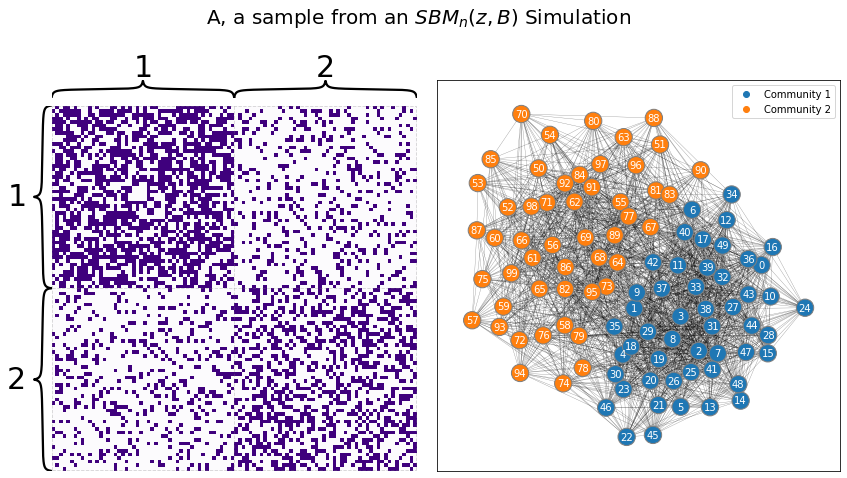 A, a sample from an $SBM_n(z, B)$ Simulation
1 2
1
2
Community 1
Community 2
70
80 88
54 63
51
85 97 96
50 84 90
53 92 91 81 83 34
98 71 62 55
52 77 6 12
87 67 40
60 66 69 89 17 49 16
56
61 68 64 42 11 39 36 0
86 32
75 99
65 82 95 73 9 37 33 43 10
59 1 38 27 24
57 3
93 58 35 29 31 44
72 76 79 8 28
18
4 19 2 7 47 15
94 78 30 25 41
74 23 20 26 48
46 21 5 13 14
22 45